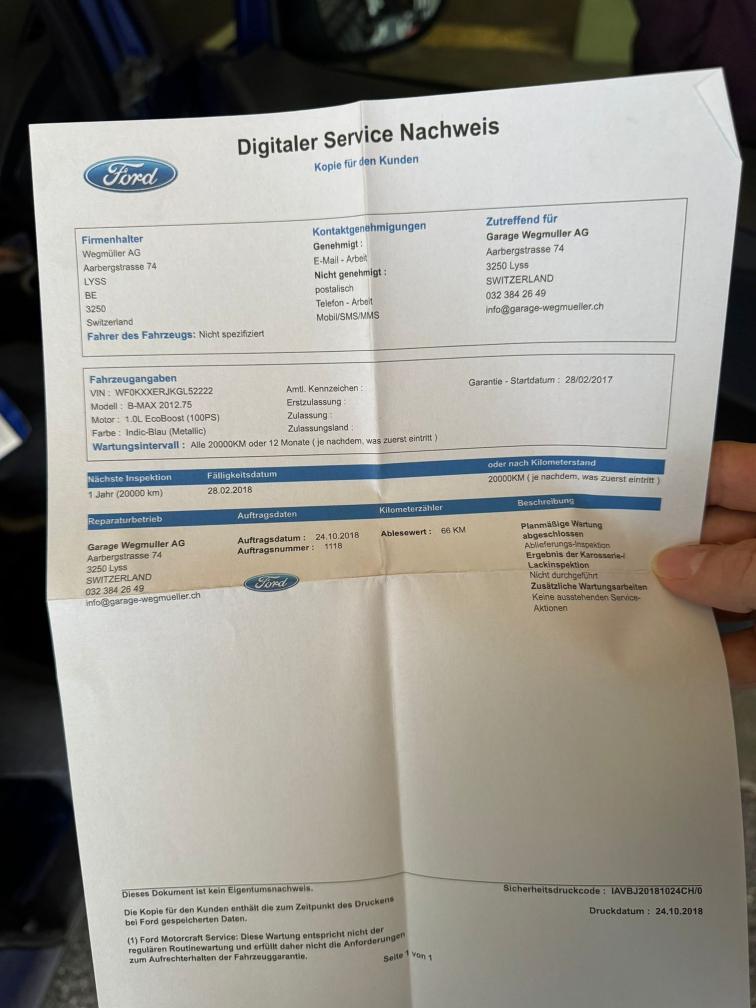 Digitaler Service Nachweis
Kopie für den Kunden
Ford
Firmenhalter
Wegmüller AG
Aarbergstrasse 74
LYSS
BE
3250
Switzerland
Fahrer des Fahrzeugs: Nicht spezifiziert
Kontaktgenehmigungen
Genehmigt :
E-Mail - Arbeit
Nicht genehmigt :
postalisch
Telefon - Arbeit
Mobil/SMS/MMS
Zutreffend für
Garage Wegmuller AG
Aarbergstrasse 74
3250 Lyss
SWITZERLAND
032 384 26 49
info@garage-wegmueller.ch
Fahrzeugangaben
VIN : WF0KXXERJKGL52222
Modell : B-MAX 2012.75
Motor : 1.0L EcoBoost (100PS)
Farbe : Indic-Blau (Metallic)
Amtl. Kennzeichen :
Erstzulassung :
Zulassung :
Zulassungsland :
Garantie - Startdatum : 28/02/2017
Wartungsintervall : Alle 20000KM oder 12 Monate ( je nachdem, was zuerst eintritt )
Nächste Inspektion Fälligkeitsdatum oder nach Kilometerstand
1 Jahr (20000 km) 28.02.2018 20000KM ( je nachdem, was zuerst eintritt )
Reparaturbetrieb Auftragsdaten Kilometerzähler Beschreibung
Garage Wegmuller AG
Aarbergstrasse 74
3250 Lyss
SWITZERLAND
032 384 26 49
info@garage-wegmueller.ch
Auftragsdatum : 24.10.2018
Auftragsnummer : 1118
Ford
Ablesewert : 66 KM
Planmäßige Wartung
abgeschlossen
Ablieferungs-Inspektion
Ergebnis der Karosserie-/
Lackinspektion
Nicht durchgeführt
Zusätzliche Wartungsarbeiten
Keine ausstehenden Service-
Aktionen
Dieses Dokument ist kein Eigentumsnachweis.
Die Kopie für den Kunden enthält die zum Zeitpunkt des Druckens
bei Ford gespeicherten Daten.
(1) Ford Motorcraft Service: Diese Wartung entspricht nicht der
regulären Routinewartung und erfüllt daher nicht die Anforderungen
zum Aufrechterhalten der Fahrzeuggarantie.
Sicherheitsdruckcode : IAVBJ20181024CH/0
Druckdatum : 24.10.2018
Seite 1 von 1